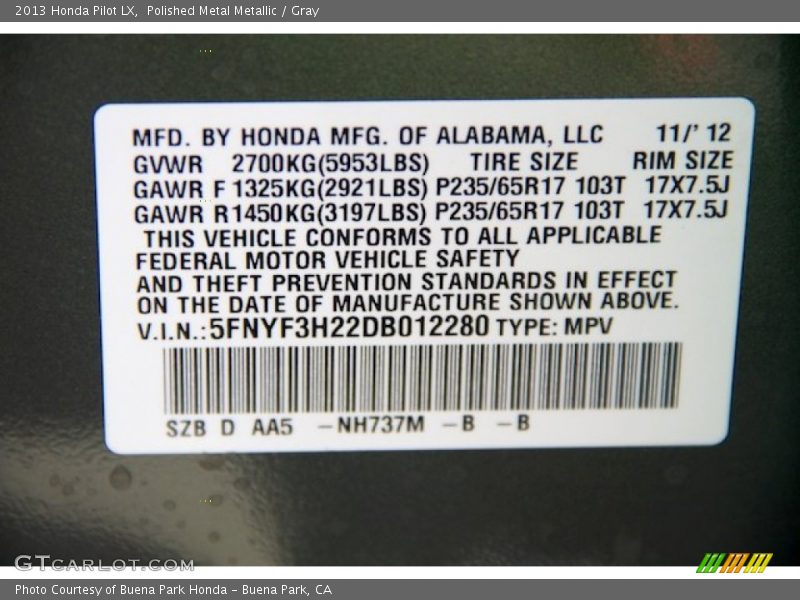 2013 Honda Pilot LX, Polished Metal Metallic / Gray
MFD. BY HONDA MFG. OF ALABAMA, LLC 11/' 12
GVWR 2700KG(5953LBS) TIRE SIZE RIM SIZE
GAWR F 1325KG(2921LBS) P235/65R17 103T 17X7.5J
GAWR R 1450KG(3197LBS) P235/65R17 103T 17X7.5J
THIS VEHICLE CONFORMS TO ALL APPLICABLE
FEDERAL MOTOR VEHICLE SAFETY
AND THEFT PREVENTION STANDARDS IN EFFECT
ON THE DATE OF MANUFACTURE SHOWN ABOVE.
V.I.N.: 5FNYF3H22DB012280 TYPE: MPV
SZB D AA5 -NH737M -B -B
GTCARLOT.COM
Photo Courtesy of Buena Park Honda - Buena Park, CA